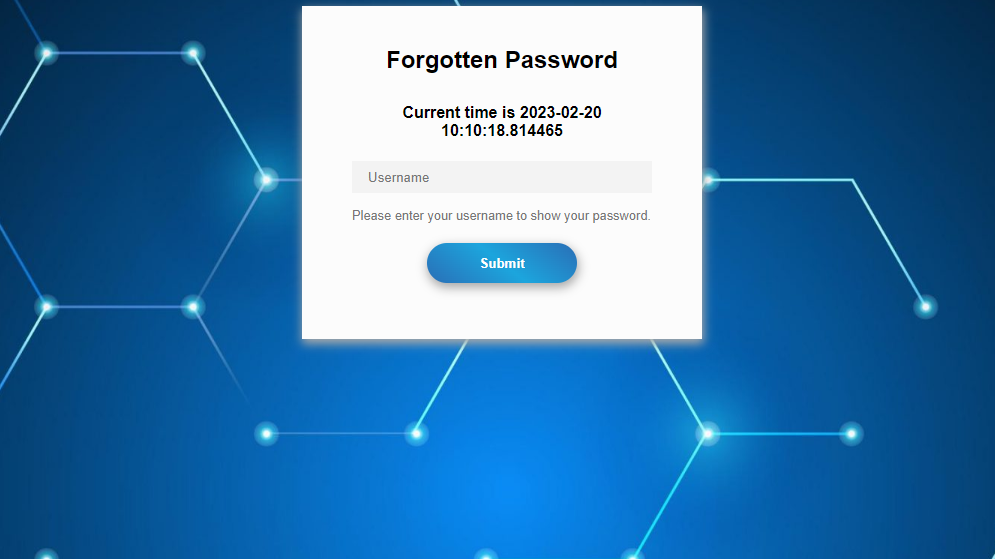 Forgotten Password
Current time is 2023-02-20
10:10:18.814465
Username
Please enter your username to show your password.
Submit